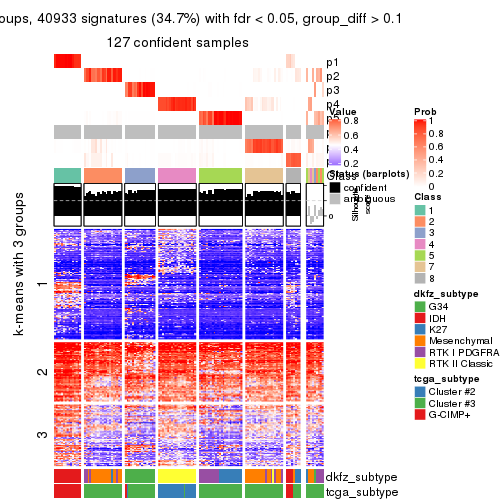 oups, 40933 signatures (34.7%) with fdr < 0.05, group_diff > 0.1
127 confident samples
p1
p2
p3
p4
Class
0
k-means with 3 groups
1
2
3
dkfz_subtype
tcga_subtype
Value
0.8
0.6
0.4
0.2
Status (barplots)
confident
ambiguous
Silhouette
score
Prob
1
0.8
0.6
0.4
0.2
0
Class
1
2
3
4
5
7
8
dkfz_subtype
G34
IDH
K27
Mesenchymal
RTK I PDGFRA
RTK II Classic
tcga_subtype
Cluster #2
Cluster #3
G-CIMP+